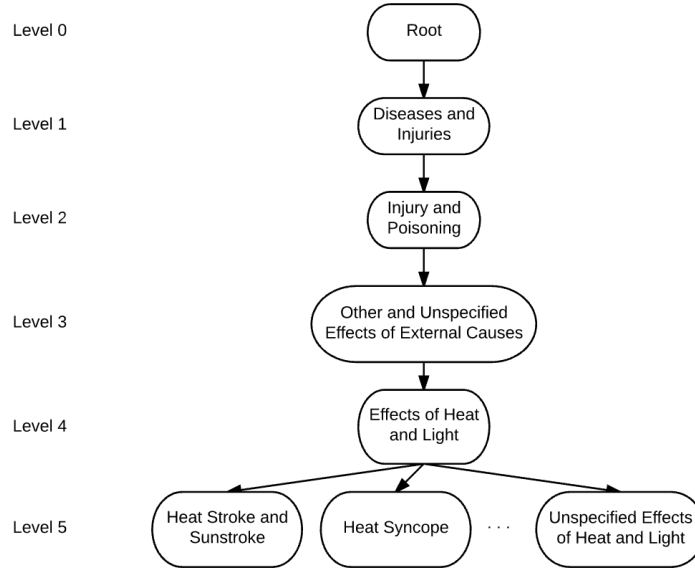 Level 0
Root
Level 1
Diseases and
Injuries
Level 2
Injury and
Poisoning
Level 3
Other and Unspecified
Effects of External Causes
Level 4
Effects of Heat
and Light
Level 5
Heat Stroke and
Sunstroke
Heat Syncope
. . .
Unspecified Effects
of Heat and Light